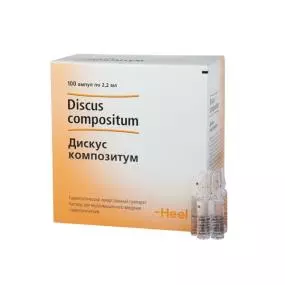 100 ампул по 2,2 мл
Discus
compositum
Дискус
композитум
Гомеопатический лекарственный препарат
-Heel